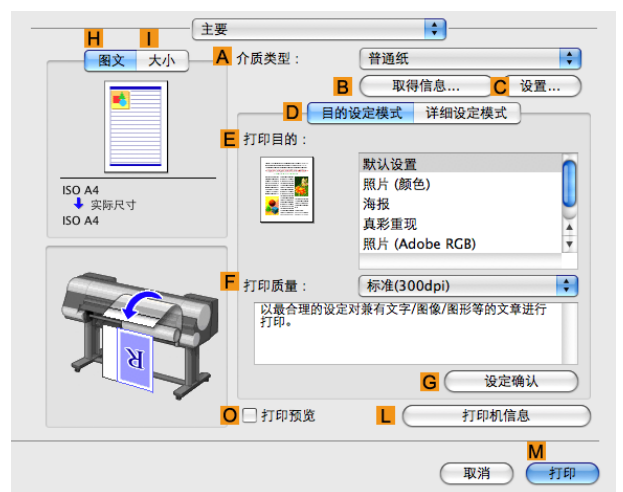 主要
H I
图文 大小
A 介质类型： 普通纸
B 取得信息... C 设置...
D 目的设定模式 详细设定模式
E 打印目的：
默认设置
照片 (颜色)
海报
真彩重现
照片 (Adobe RGB)
ISO A4
实际尺寸
ISO A4
F 打印质量： 标准(300dpi)
以最合理的设定对兼有文字/图像/图形等的文章进行
打印。
R
G 设定确认
O 打印预览 L 打印机信息
M
取消 打印